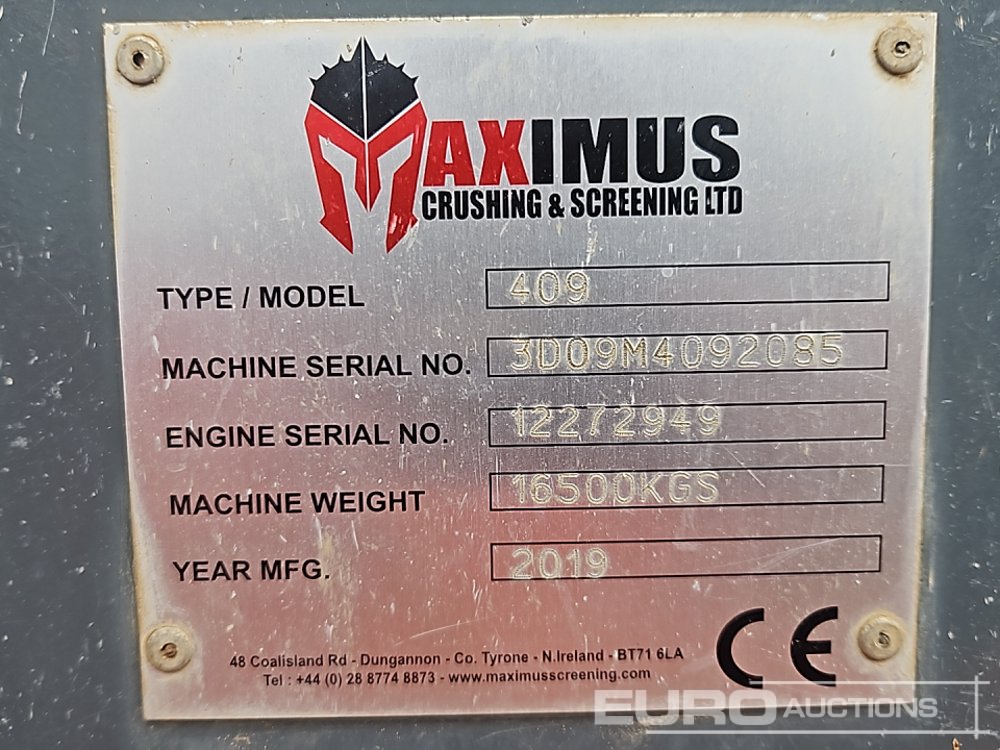 MAXIMUS
CRUSHING & SCREENING LTD
TYPE / MODEL 409
MACHINE SERIAL NO. 3D09M4092085
ENGINE SERIAL NO. 12272949
MACHINE WEIGHT 16500KGS
YEAR MFG. 2019
CE
48 Coalisland Rd - Dungannon - Co. Tyrone - N.Ireland - BT71 6LA
Tel : +44 (0) 28 8774 8873 - www.maximusscreening.com
EURO AUCTIONS